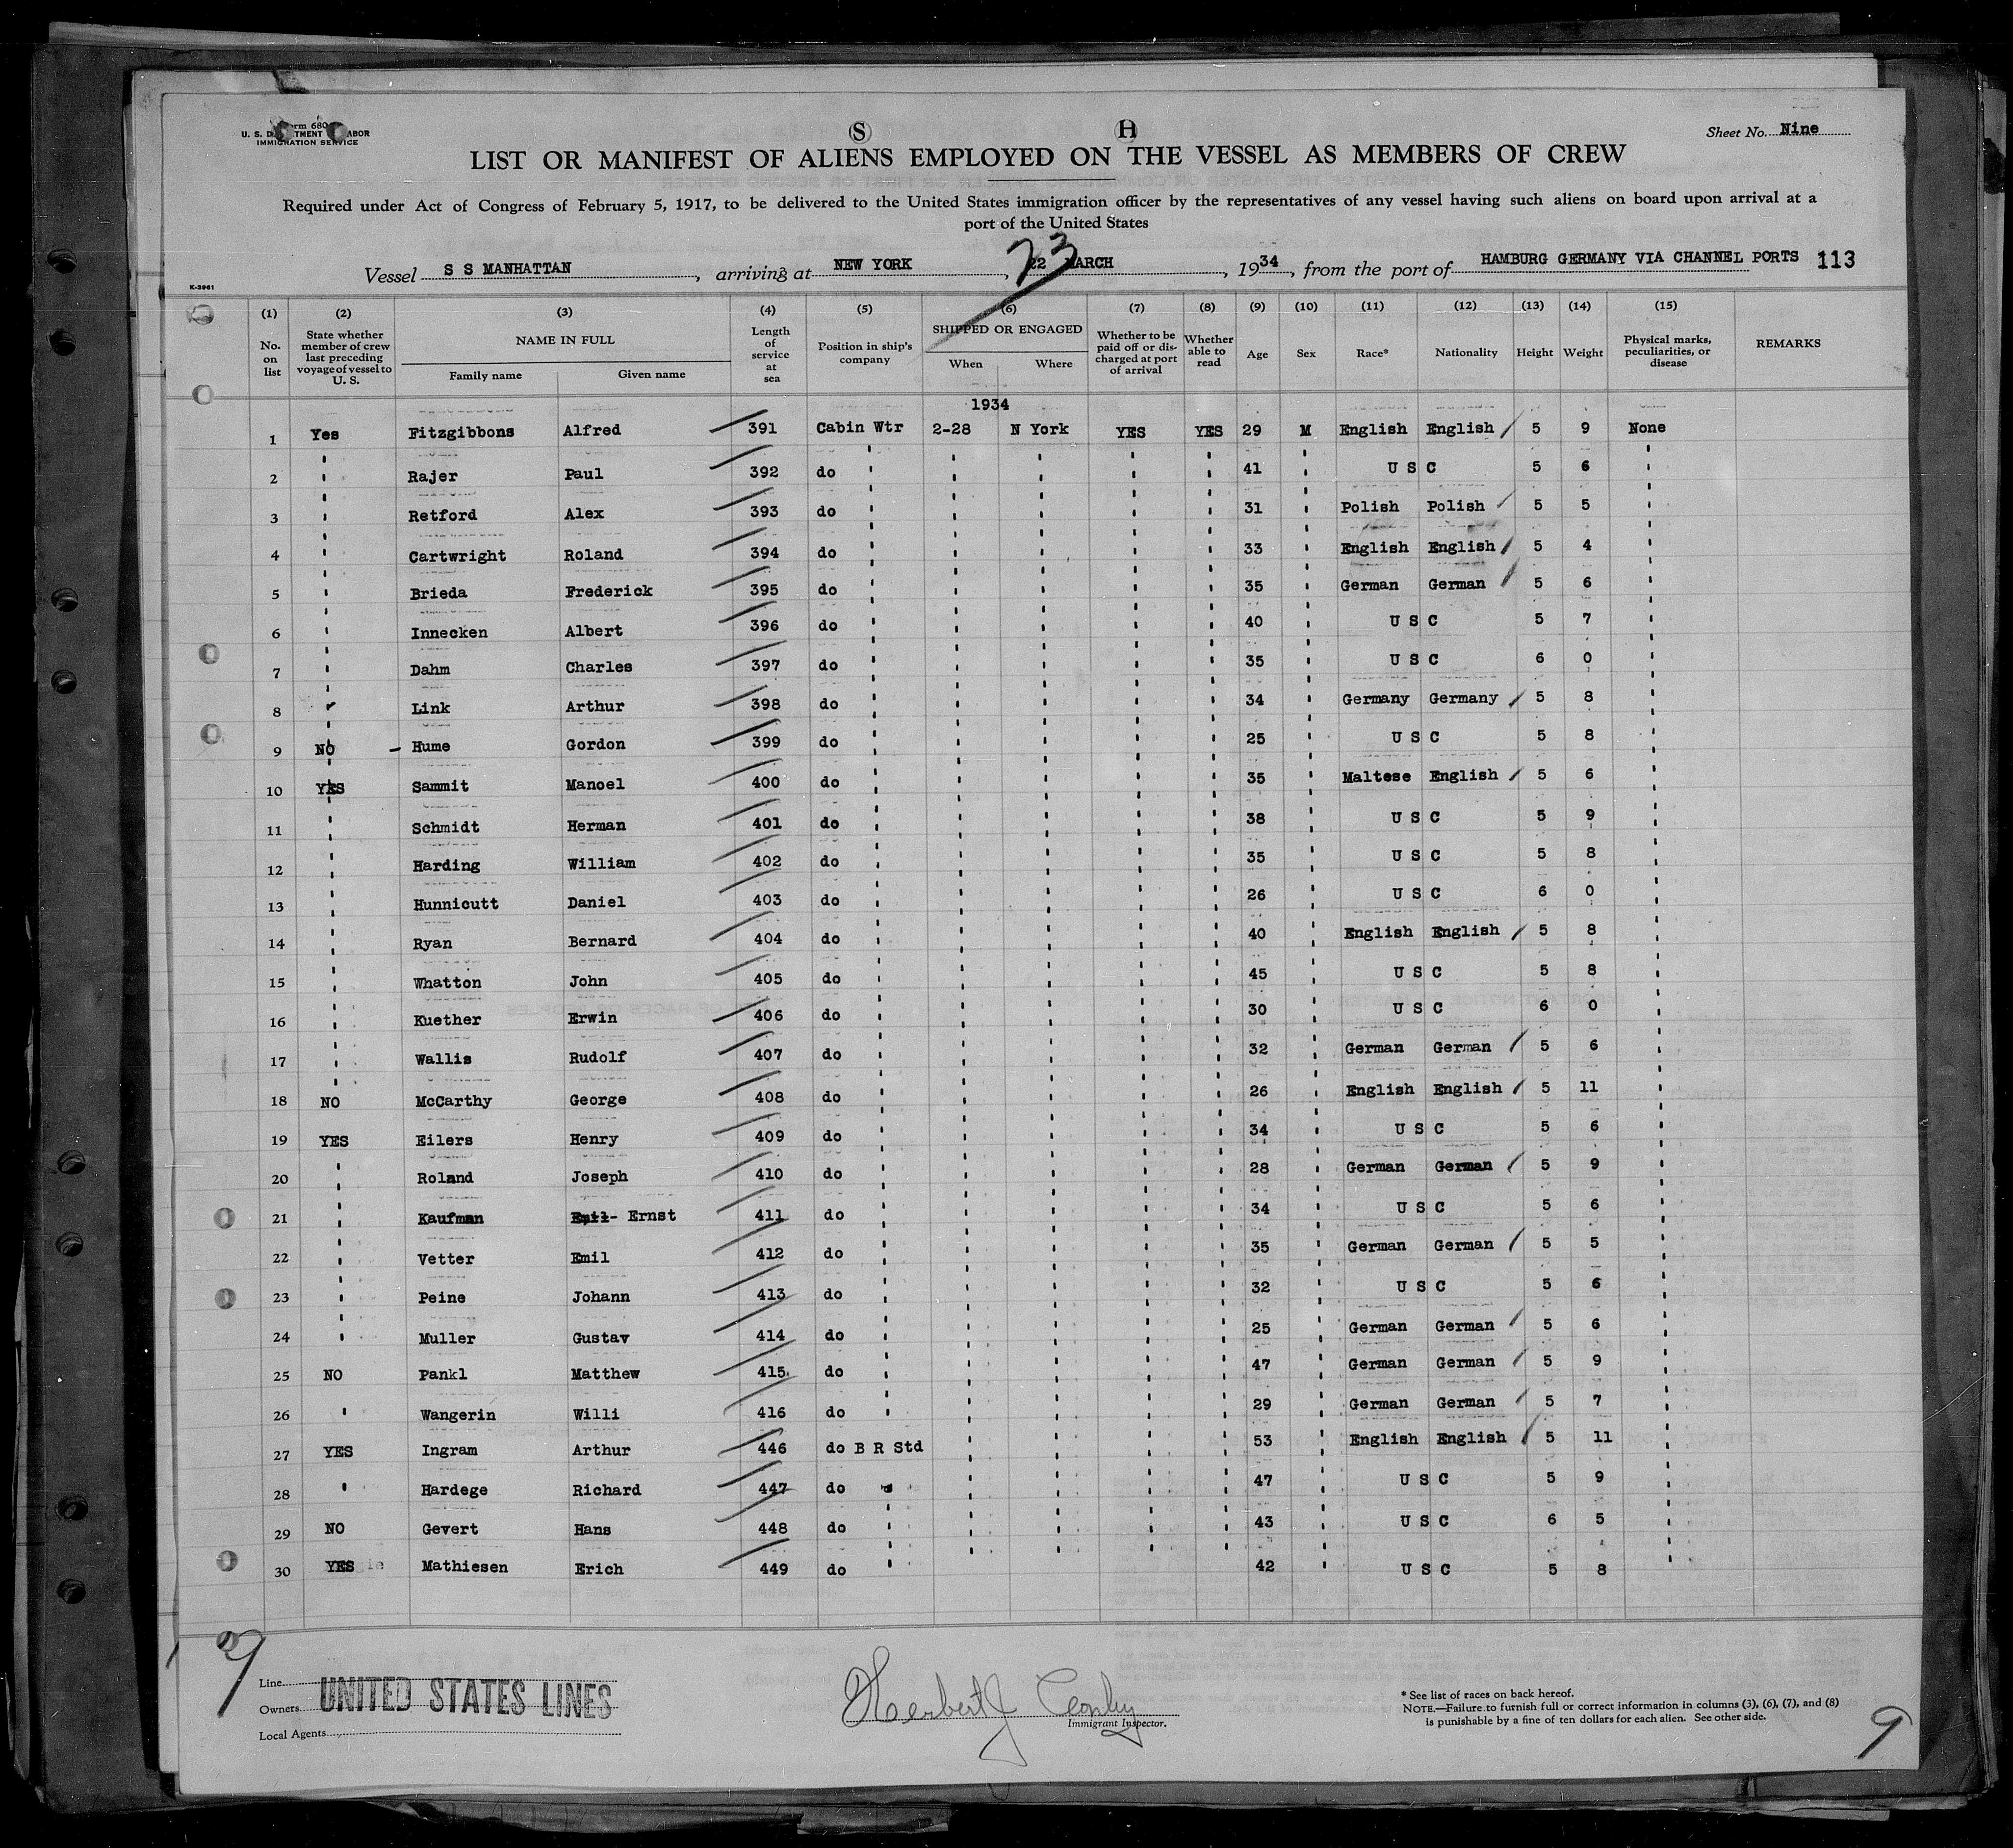 Form 680
U. S. DEPARTMENT OF LABOR
IMMIGRATION SERVICE
S
H
Sheet No. Nine
LIST OR MANIFEST OF ALIENS EMPLOYED ON THE VESSEL AS MEMBERS OF CREW
Required under Act of Congress of February 5, 1917, to be delivered to the United States immigration officer by the representatives of any vessel having such aliens on board upon arrival at a
port of the United States
Vessel S S MANHATTAN, arriving at NEW YORK, 22 MARCH, 1934, from the port of HAMBURG GERMANY VIA CHANNEL PORTS 113
23
K-3961
(1) (2) (3) (4) (5) (6) (7) (8) (9) (10) (11) (12) (13) (14) (15)
No. on list
State whether member of crew last preceding voyage of vessel to U. S.
NAME IN FULL
Family name Given name
Length of service at sea
Position in ship's company
SHIPPED OR ENGAGED
When Where
Whether to be paid off or discharged at port of arrival
Whether able to read
Age Sex Race* Nationality Height Weight
Physical marks, peculiarities, or disease
REMARKS
1934
1 Yes Fitzgibbons Alfred 391 Cabin Wtr 2-28 N York YES YES 29 M English English 5 9 None
2 " Rajer Paul 392 do 41 U S C 5 6
3 " Retford Alex 393 do 31 Polish Polish 5 5
4 " Cartwright Roland 394 do 33 English English 5 4
5 " Brieda Frederick 395 do 35 German German 5 6
6 " Innecken Albert 396 do 40 U S C 5 7
7 " Dahm Charles 397 do 35 U S C 6 0
8 " Link Arthur 398 do 34 Germany Germany 5 8
9 NO - Hume Gordon 399 do 25 U S C 5 8
10 YES Sammit Manoel 400 do 35 Maltese English 5 6
11 " Schmidt Herman 401 do 38 U S C 5 9
12 " Harding William 402 do 35 U S C 5 8
13 " Hunnicutt Daniel 403 do 26 U S C 6 0
14 " Ryan Bernard 404 do 40 English English 5 8
15 " Whatton John 405 do 45 U S C 5 8
16 " Kuether Erwin 406 do 30 U S C 6 0
17 " Wallis Rudolf 407 do 32 German German 5 6
18 NO McCarthy George 408 do 26 English English 5 11
19 YES Eilers Henry 409 do 34 U S C 5 6
20 " Roland Joseph 410 do 28 German German 5 9
21 " Kaufman Emil- Ernst 411 do 34 U S C 5 6
22 " Vetter Emil 412 do 35 German German 5 5
23 " Peine Johann 413 do 32 U S C 5 6
24 " Muller Gustav 414 do 25 German German 5 6
25 NO Pankl Matthew 415 do 47 German German 5 9
26 " Wangerin Willi 416 do 29 German German 5 7
27 YES Ingram Arthur 446 do B R Std 53 English English 5 11
28 " Hardege Richard 447 do 47 U S C 5 9
29 NO Gevert Hans 448 do 43 U S C 6 5
30 YES Mathiesen Erich 449 do 42 U S C 5 8
9
Line
Owners UNITED STATES LINES
Local Agents
Herbert J
Immigrant Inspector.
* See list of races on back hereof.
NOTE.—Failure to furnish full or correct information in columns (3), (6), (7), and (8)
is punishable by a fine of ten dollars for each alien. See other side.
9